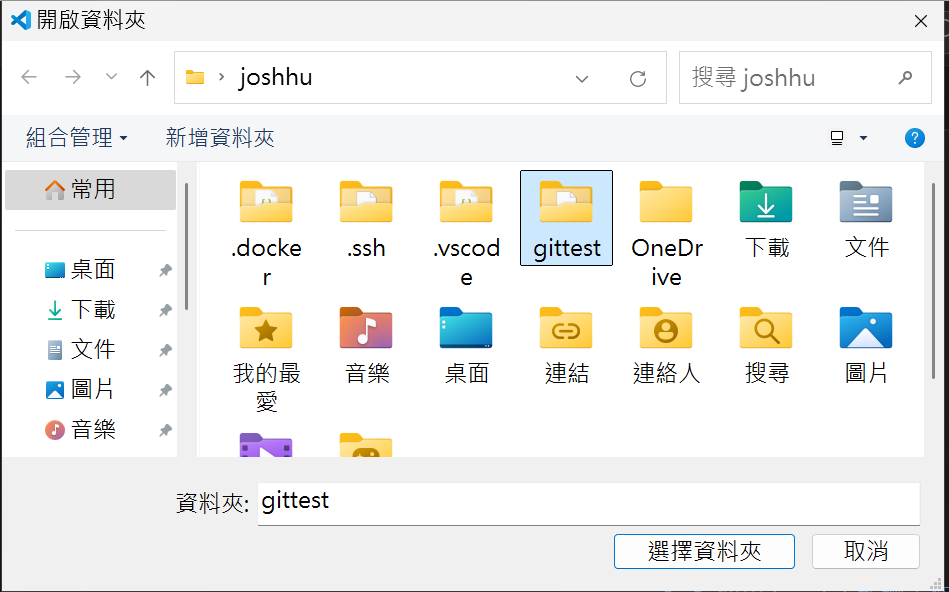 開啟資料夾
joshhu
搜尋 joshhu
組合管理
新增資料夾
常用
桌面
下載
文件
圖片
音樂
.docke
r
.ssh
.vscod
e
gittest
OneDr
ive
下載
文件
我的最
愛
音樂
桌面
連結
連絡人
搜尋
圖片
資料夾:
gittest
選擇資料夾
取消